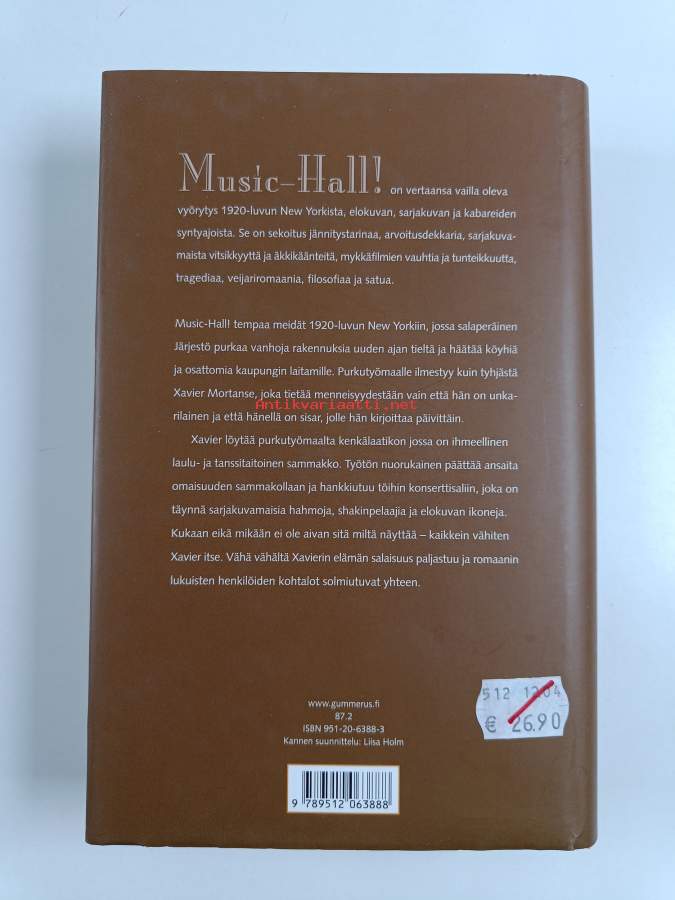 Music-Hall! on vertaansa vailla oleva
vyörytys 1920-luvun New Yorkista, elokuvan, sarjakuvan ja kabareiden
syntyajoista. Se on sekoitus jännitystarinaa, arvoitusdekkaria, sarjakuva-
maista vitsikkyyttä ja äkkikäänteitä, mykkäfilmien vauhtia ja tunteikkuutta,
tragediaa, veijariromaania, filosofiaa ja satua.
Music-Hall! tempaa meidät 1920-luvun New Yorkiin, jossa salaperäinen
Järjestö purkaa vanhoja rakennuksia uuden ajan tieltä ja häätää köyhiä
ja osattomia kaupungin laitamille. Purkutyömaalle ilmestyy kuin tyhjästä
Xavier Mortanse, joka tietää menneisyydestään vain että hän on unka-
Antikvariaatti.net
rilainen ja että hänellä on sisar, jolle hän kirjoittaa päivittäin.
Xavier löytää purkutyömaalta kenkälaatikon jossa on ihmeellinen
laulu- ja tanssitaitoinen sammakko. Työtön nuorukainen päättää ansaita
omaisuuden sammakollaan ja hankkiutuu töihin konserttisaliin, joka on
täynnä sarjakuvamaisia hahmoja, shakinpelaajia ja elokuvan ikoneja.
Kukaan eikä mikään ei ole aivan sitä miltä näyttää – kaikkein vähiten
Xavier itse. Vähä vähältä Xavierin elämän salaisuus paljastuu ja romaanin
lukuisten henkilöiden kohtalot solmiutuvat yhteen.
512 1204
€ 26.90
www.gummerus.fi
87.2
ISBN 951-20-6388-3
Kannen suunnittelu: Liisa Holm
9 789512 063888